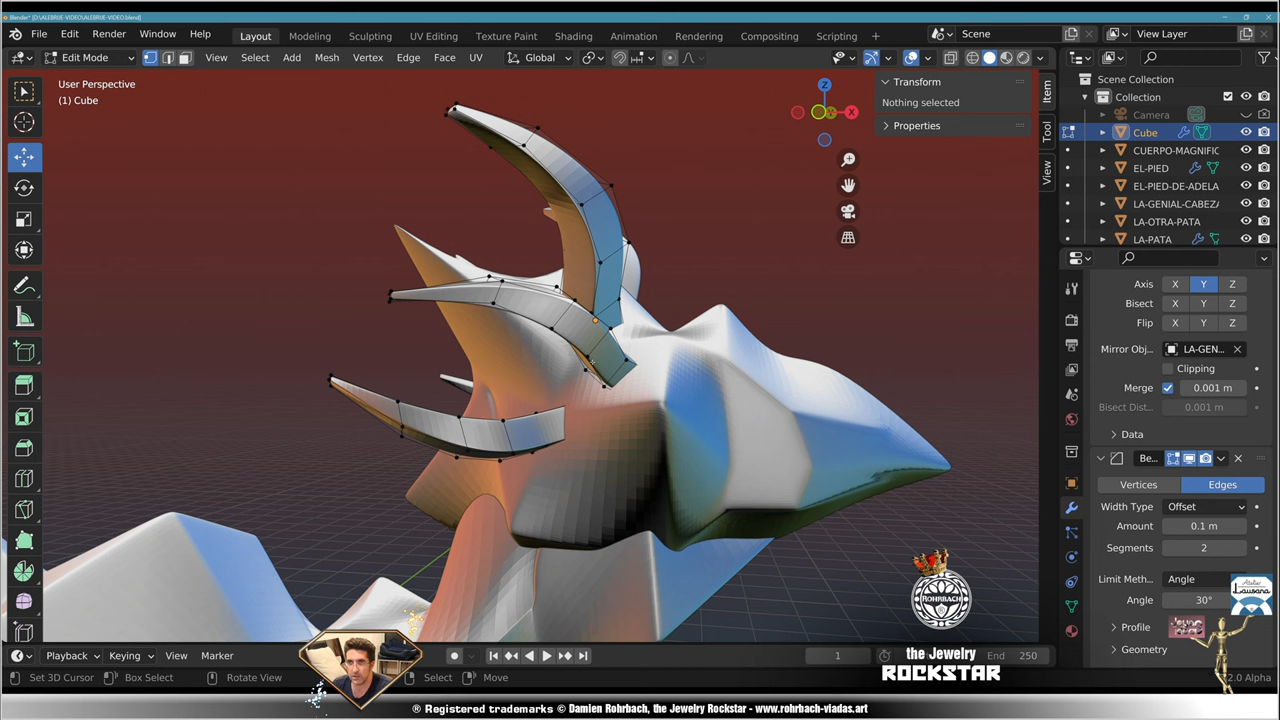 Blender* [D:\ALEBRIJE-VIDEO\ALEBRIJE-VIDEO.blend]
File Edit Render Window Help Layout Modeling Sculpting UV Editing Texture Paint Shading Animation Rendering Compositing Scripting Scene View Layer
Edit Mode View Select Add Mesh Vertex Edge Face UV Global
User Perspective
(1) Cube
Transform
Nothing selected
Properties
Item
Tool
View
Z
X
Scene Collection
Collection
Camera
Cube
CUERPO-MAGNIFIC
EL-PIED
EL-PIED-DE-ADELA
LA-GENIAL-CABEZ
LA-OTRA-PATA
LA-PATA
Axis X Y Z
Bisect X Y Z
Flip X Y Z
Mirror Obj... LA-GEN...
Clipping
Merge 0.001 m
Bisect Dist... 0.001 m
Data
Be...
Vertices Edges
Width Type Offset
Amount 0.1 m
Segments 2
Limit Meth... Angle
Angle 30°
Profile
Geometry
Atelier
Lausana
ROHRBACH
the Jewelry
ROCKSTAR
Playback Keying View Marker 1 End 250
Set 3D Cursor Box Select Rotate View Select Move 2.0 Alpha
® Registered trademarks © Damien Rohrbach, the Jewelry Rockstar - www.rohrbach-viadas.art